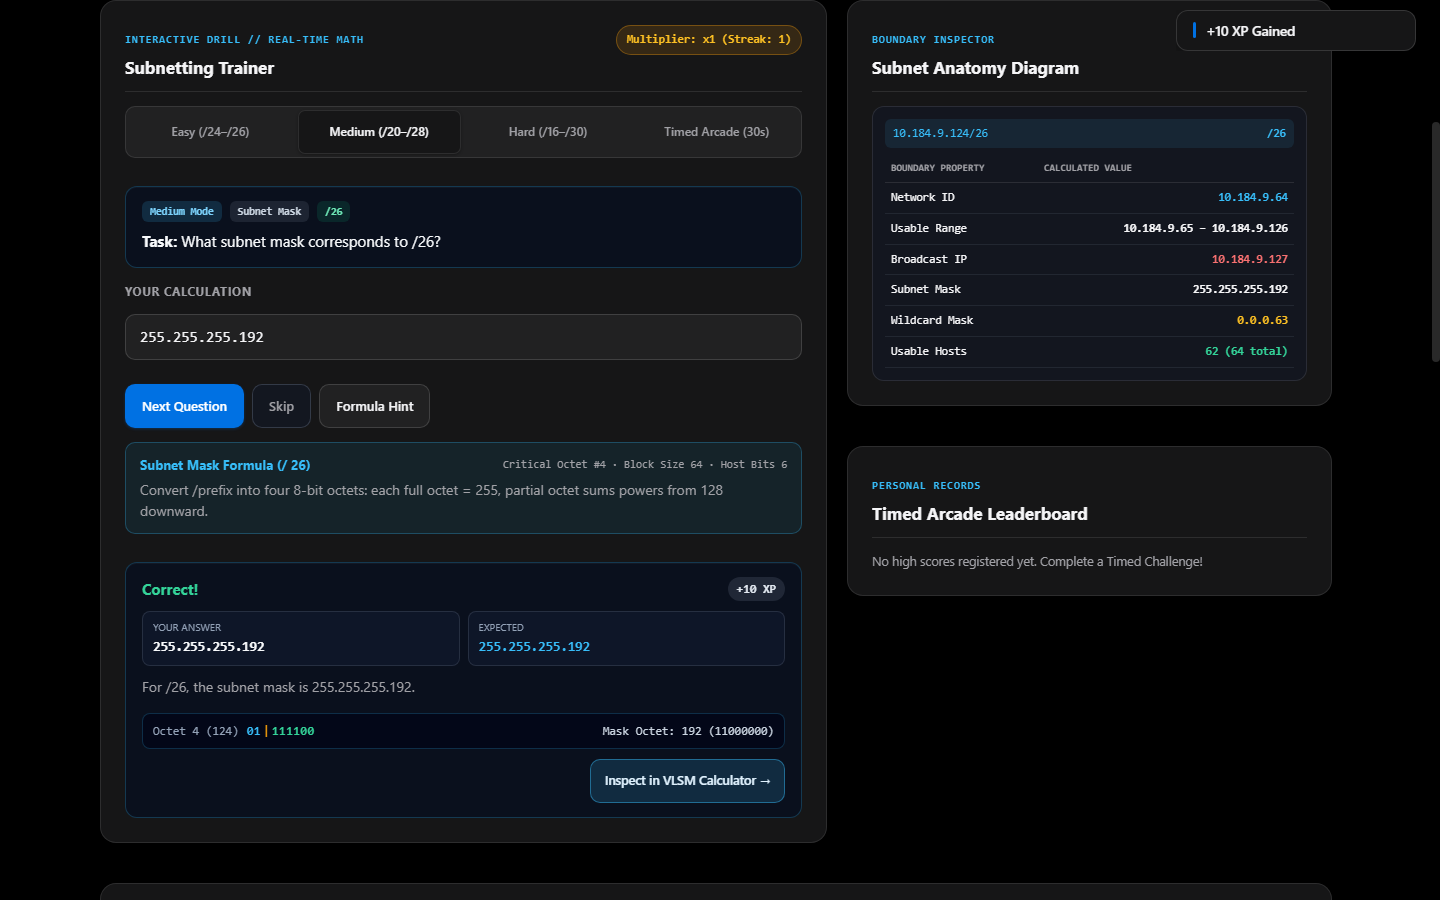 INTERACTIVE DRILL // REAL-TIME MATH
Multiplier: x1 (Streak: 1)
Subnetting Trainer
Easy (/24–/26)
Medium (/20–/28)
Hard (/16–/30)
Timed Arcade (30s)
Medium Mode
Subnet Mask
/26
Task: What subnet mask corresponds to /26?
YOUR CALCULATION
255.255.255.192
Next Question
Skip
Formula Hint
Subnet Mask Formula (/ 26)
Critical Octet #4 · Block Size 64 · Host Bits 6
Convert /prefix into four 8-bit octets: each full octet = 255, partial octet sums powers from 128
downward.
Correct!
+10 XP
YOUR ANSWER
255.255.255.192
EXPECTED
255.255.255.192
For /26, the subnet mask is 255.255.255.192.
Octet 4 (124) 01|111100
Mask Octet: 192 (11000000)
Inspect in VLSM Calculator →
BOUNDARY INSPECTOR
+10 XP Gained
Subnet Anatomy Diagram
10.184.9.124/26
/26
BOUNDARY PROPERTY
CALCULATED VALUE
Network ID
10.184.9.64
Usable Range
10.184.9.65 – 10.184.9.126
Broadcast IP
10.184.9.127
Subnet Mask
255.255.255.192
Wildcard Mask
0.0.0.63
Usable Hosts
62 (64 total)
PERSONAL RECORDS
Timed Arcade Leaderboard
No high scores registered yet. Complete a Timed Challenge!